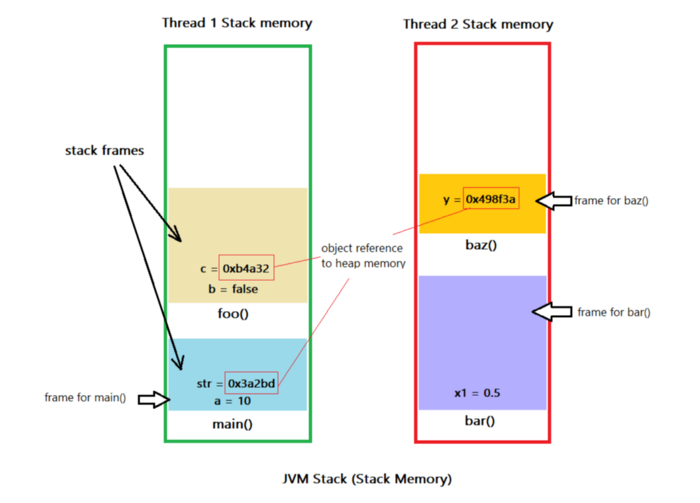 Thread 1 Stack memory
Thread 2 Stack memory
stack frames
y = 0x498f3a
frame for baz()
baz()
object reference
to heap memory
c = 0xb4a32
b = false
foo()
frame for bar()
str = 0x3a2bd
a = 10
frame for main()
main()
x1 = 0.5
bar()
JVM Stack (Stack Memory)